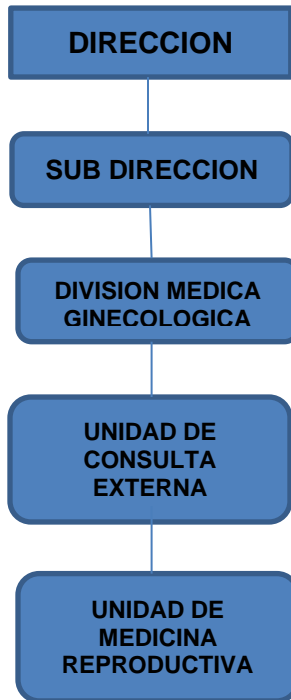 DIRECCION
SUB DIRECCION
DIVISION MEDICA
GINECOLOGICA
UNIDAD DE
CONSULTA
EXTERNA
UNIDAD DE
MEDICINA
REPRODUCTIVA